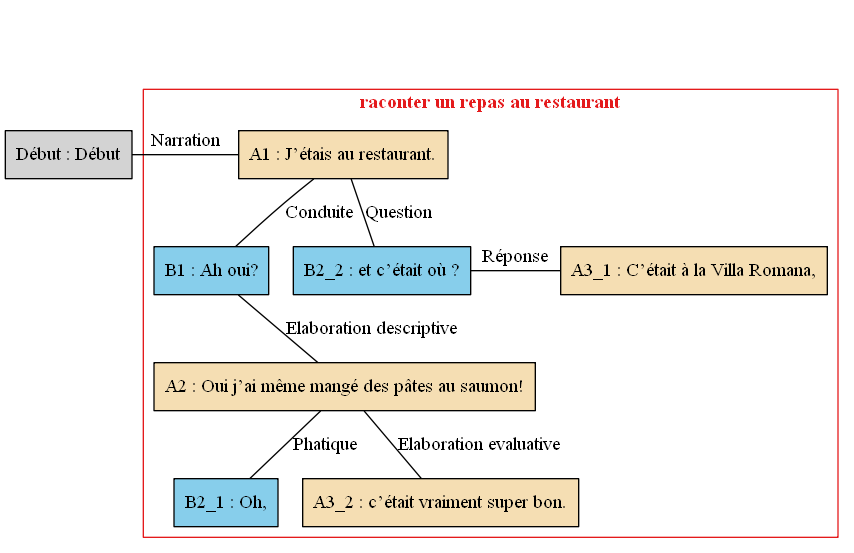 raconter un repas au restaurant
Début : Début
Narration
A1 : J’étais au restaurant.
Conduite
Question
B1 : Ah oui?
B2_2 : et c’était où ?
Réponse
A3_1 : C’était à la Villa Romana,
Elaboration descriptive
A2 : Oui j’ai même mangé des pâtes au saumon!
Phatique
Elaboration evaluative
B2_1 : Oh,
A3_2 : c’était vraiment super bon.